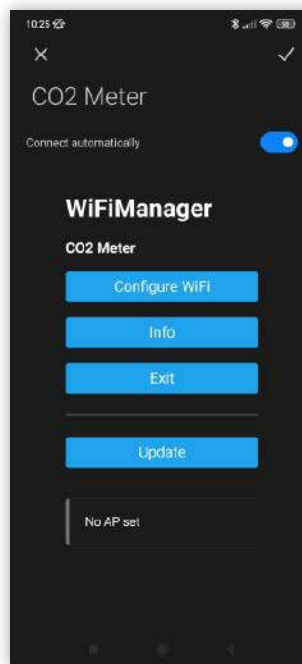 10:25
CO2 Meter
Connect automatically
WiFiManager
CO2 Meter
Configure WiFi
Info
Exit
Update
No AP set